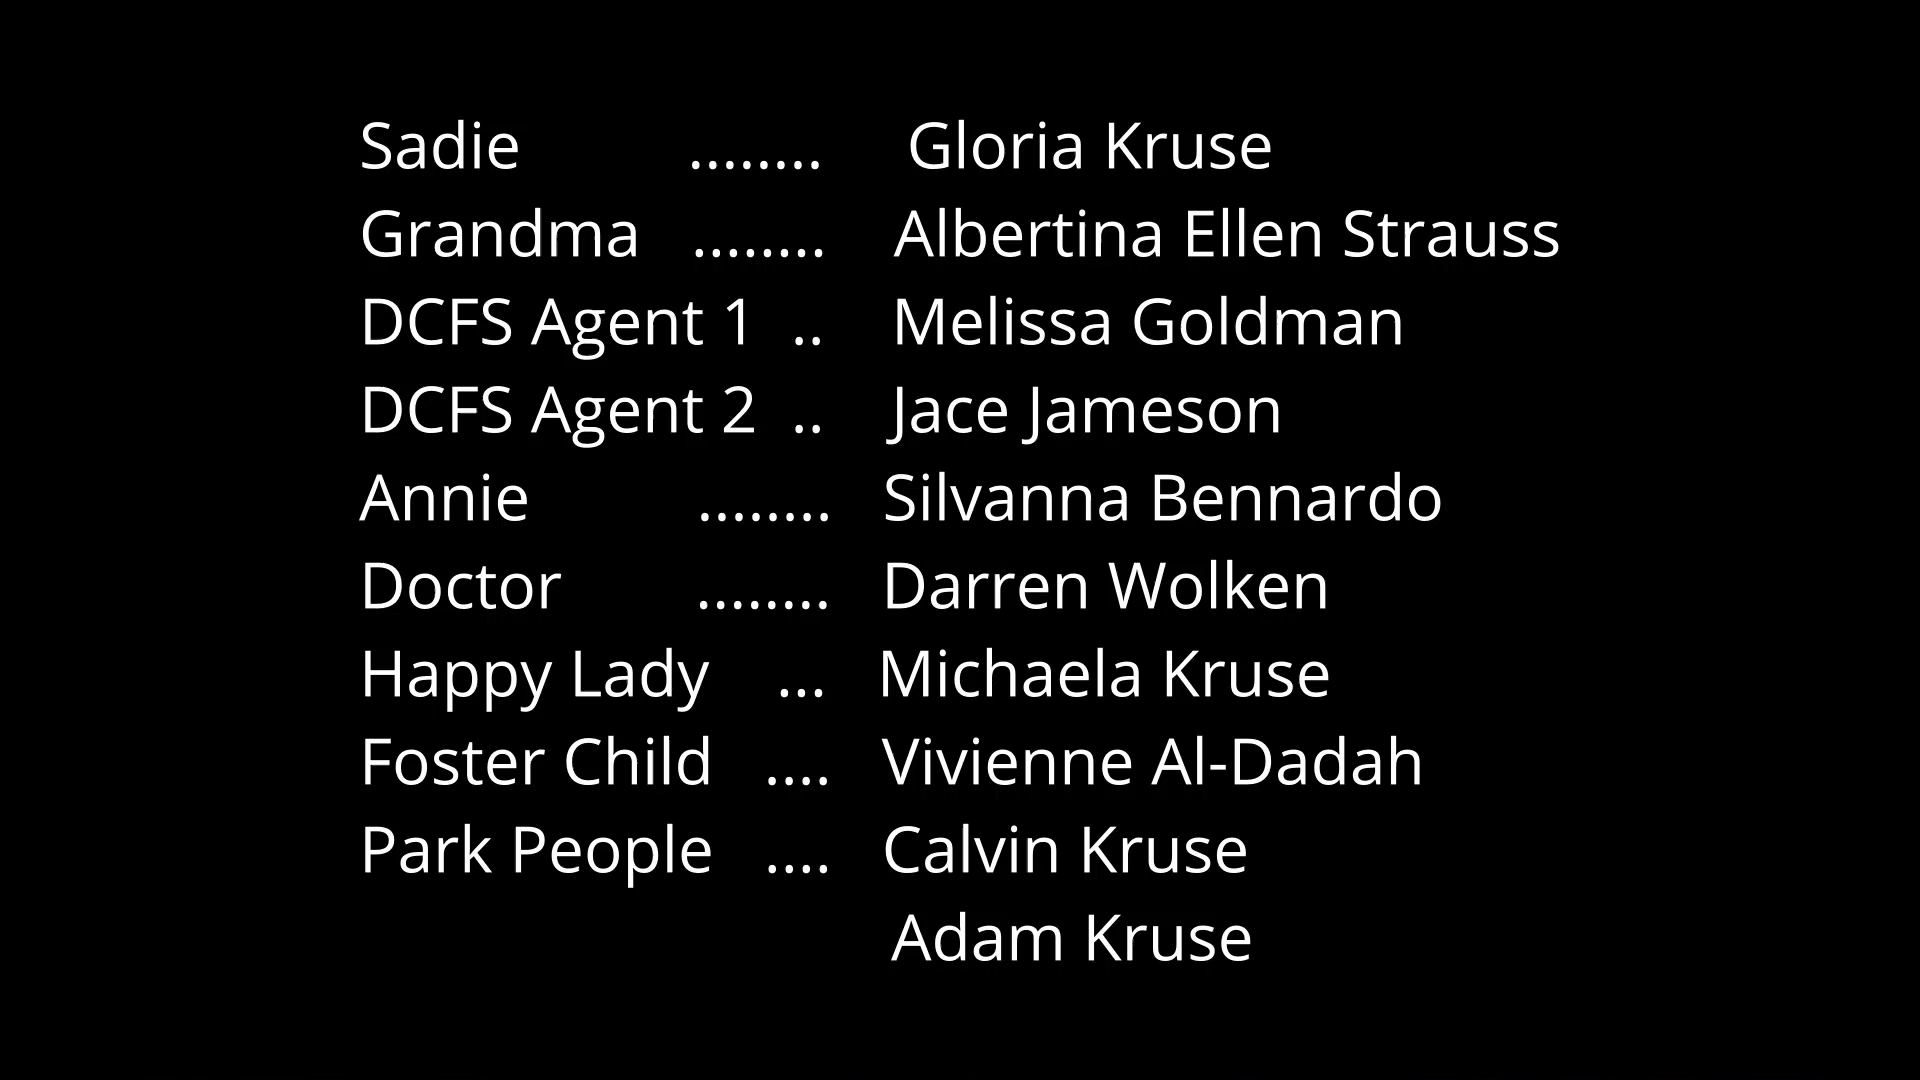 Sadie ........ Gloria Kruse
Grandma ........ Albertina Ellen Strauss
DCFS Agent 1 .. Melissa Goldman
DCFS Agent 2 .. Jace Jameson
Annie ........ Silvanna Bennardo
Doctor ........ Darren Wolken
Happy Lady ... Michaela Kruse
Foster Child .... Vivienne Al-Dadah
Park People .... Calvin Kruse
Adam Kruse